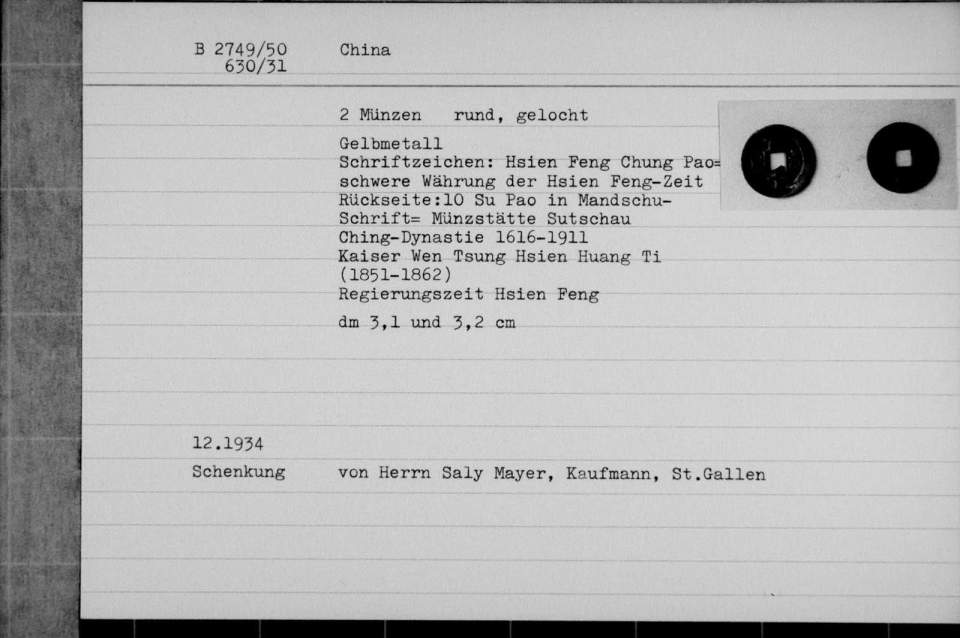 B 2749/50 China
630/31
2 Münzen rund, gelocht
Gelbmetall
Schriftzeichen: Hsien Feng Chung Pao=
schwere Währung der Hsien Feng-Zeit
Rückseite:10 Su Pao in Mandschu-
Schrift= Münzstätte Sutschau
Ching-Dynastie 1616-1911
Kaiser Wen Tsung Hsien Huang Ti
(1851-1862)
Regierungszeit Hsien Feng
dm 3,1 und 3,2 cm
12.1934
Schenkung von Herrn Saly Mayer, Kaufmann, St.Gallen